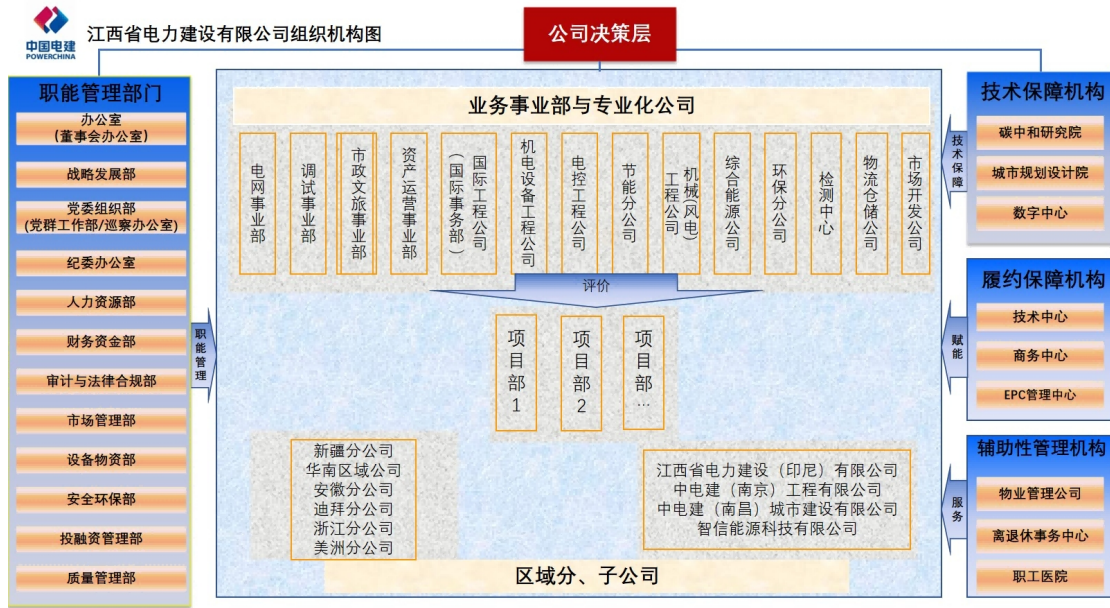 中国电建
POWERCHINA
江西省电力建设有限公司组织机构图
公司决策层
职能管理部门
办公室
(董事会办公室)
战略发展部
党委组织部
(党群工作部/巡察办公室)
纪委办公室
人力资源部
财务资金部
审计与法律合规部
市场管理部
设备物资部
安全环保部
投融资管理部
质量管理部
职能管理
业务事业部与专业化公司
电网事业部
调试事业部
市政文旅事业部
资产运营事业部
国际工程公司
(国际事务部)
机电设备工程公司
电控工程公司
节能分公司
机械(风电)
工程公司
综合能源公司
环保分公司
检测中心
物流仓储公司
市场开发公司
评价
项目部1
项目部2
项目部…
新疆分公司
华南区域公司
安徽分公司
迪拜分公司
浙江分公司
美洲分公司
江西省电力建设（印尼）有限公司
中电建（南京）工程有限公司
中电建（南昌）城市建设有限公司
智信能源科技有限公司
区域分、子公司
技术保障
技术保障机构
碳中和研究院
城市规划设计院
数字中心
赋能
履约保障机构
技术中心
商务中心
EPC管理中心
服务
辅助性管理机构
物业管理公司
离退休事务中心
职工医院